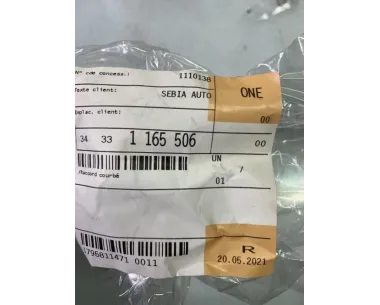 N° cde concess.: 1110138
Texte client: SEBIA AUTO ONE
Emplac. client: 00
34 33 1 165 506 00
UN /
Raccord courbé 01
R
1796811471 0011 20.05.2021